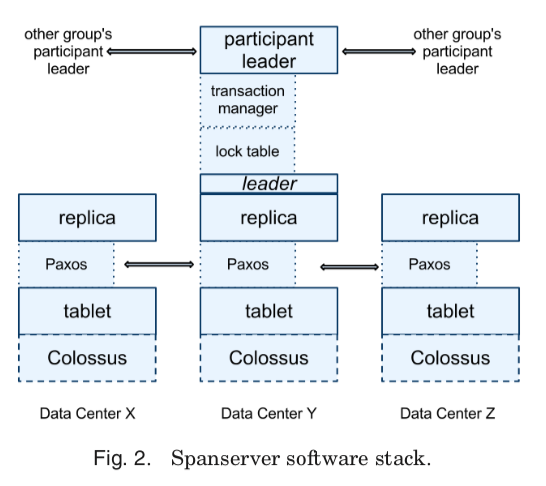 other group's
participant
leader
participant
leader
other group's
participant
leader
transaction
manager
lock table
leader
replica
replica
replica
Paxos
Paxos
Paxos
tablet
tablet
tablet
Colossus
Colossus
Colossus
Data Center X
Data Center Y
Data Center Z
Fig. 2. Spanserver software stack.